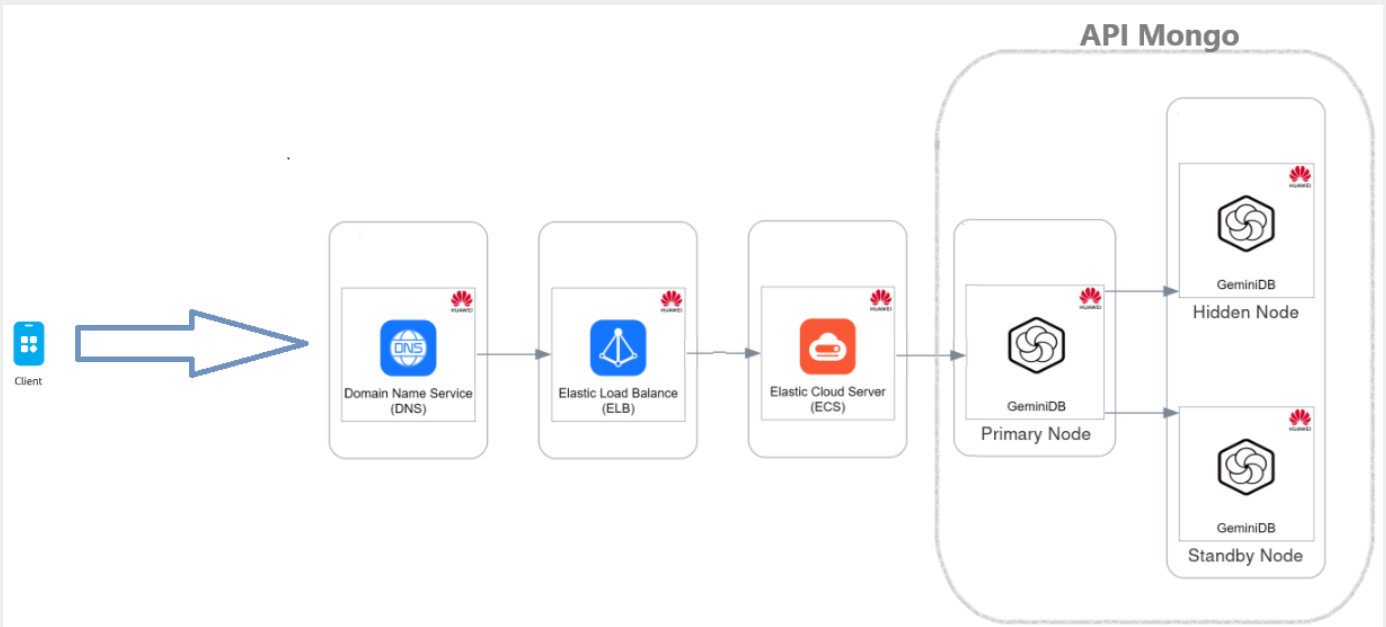 API Mongo
HUAWEI
GeminiDB
Hidden Node
HUAWEI
DNS
Domain Name Service
(DNS)
HUAWEI
Elastic Load Balance
(ELB)
HUAWEI
Elastic Cloud Server
(ECS)
HUAWEI
GeminiDB
Primary Node
Client
HUAWEI
GeminiDB
Standby Node